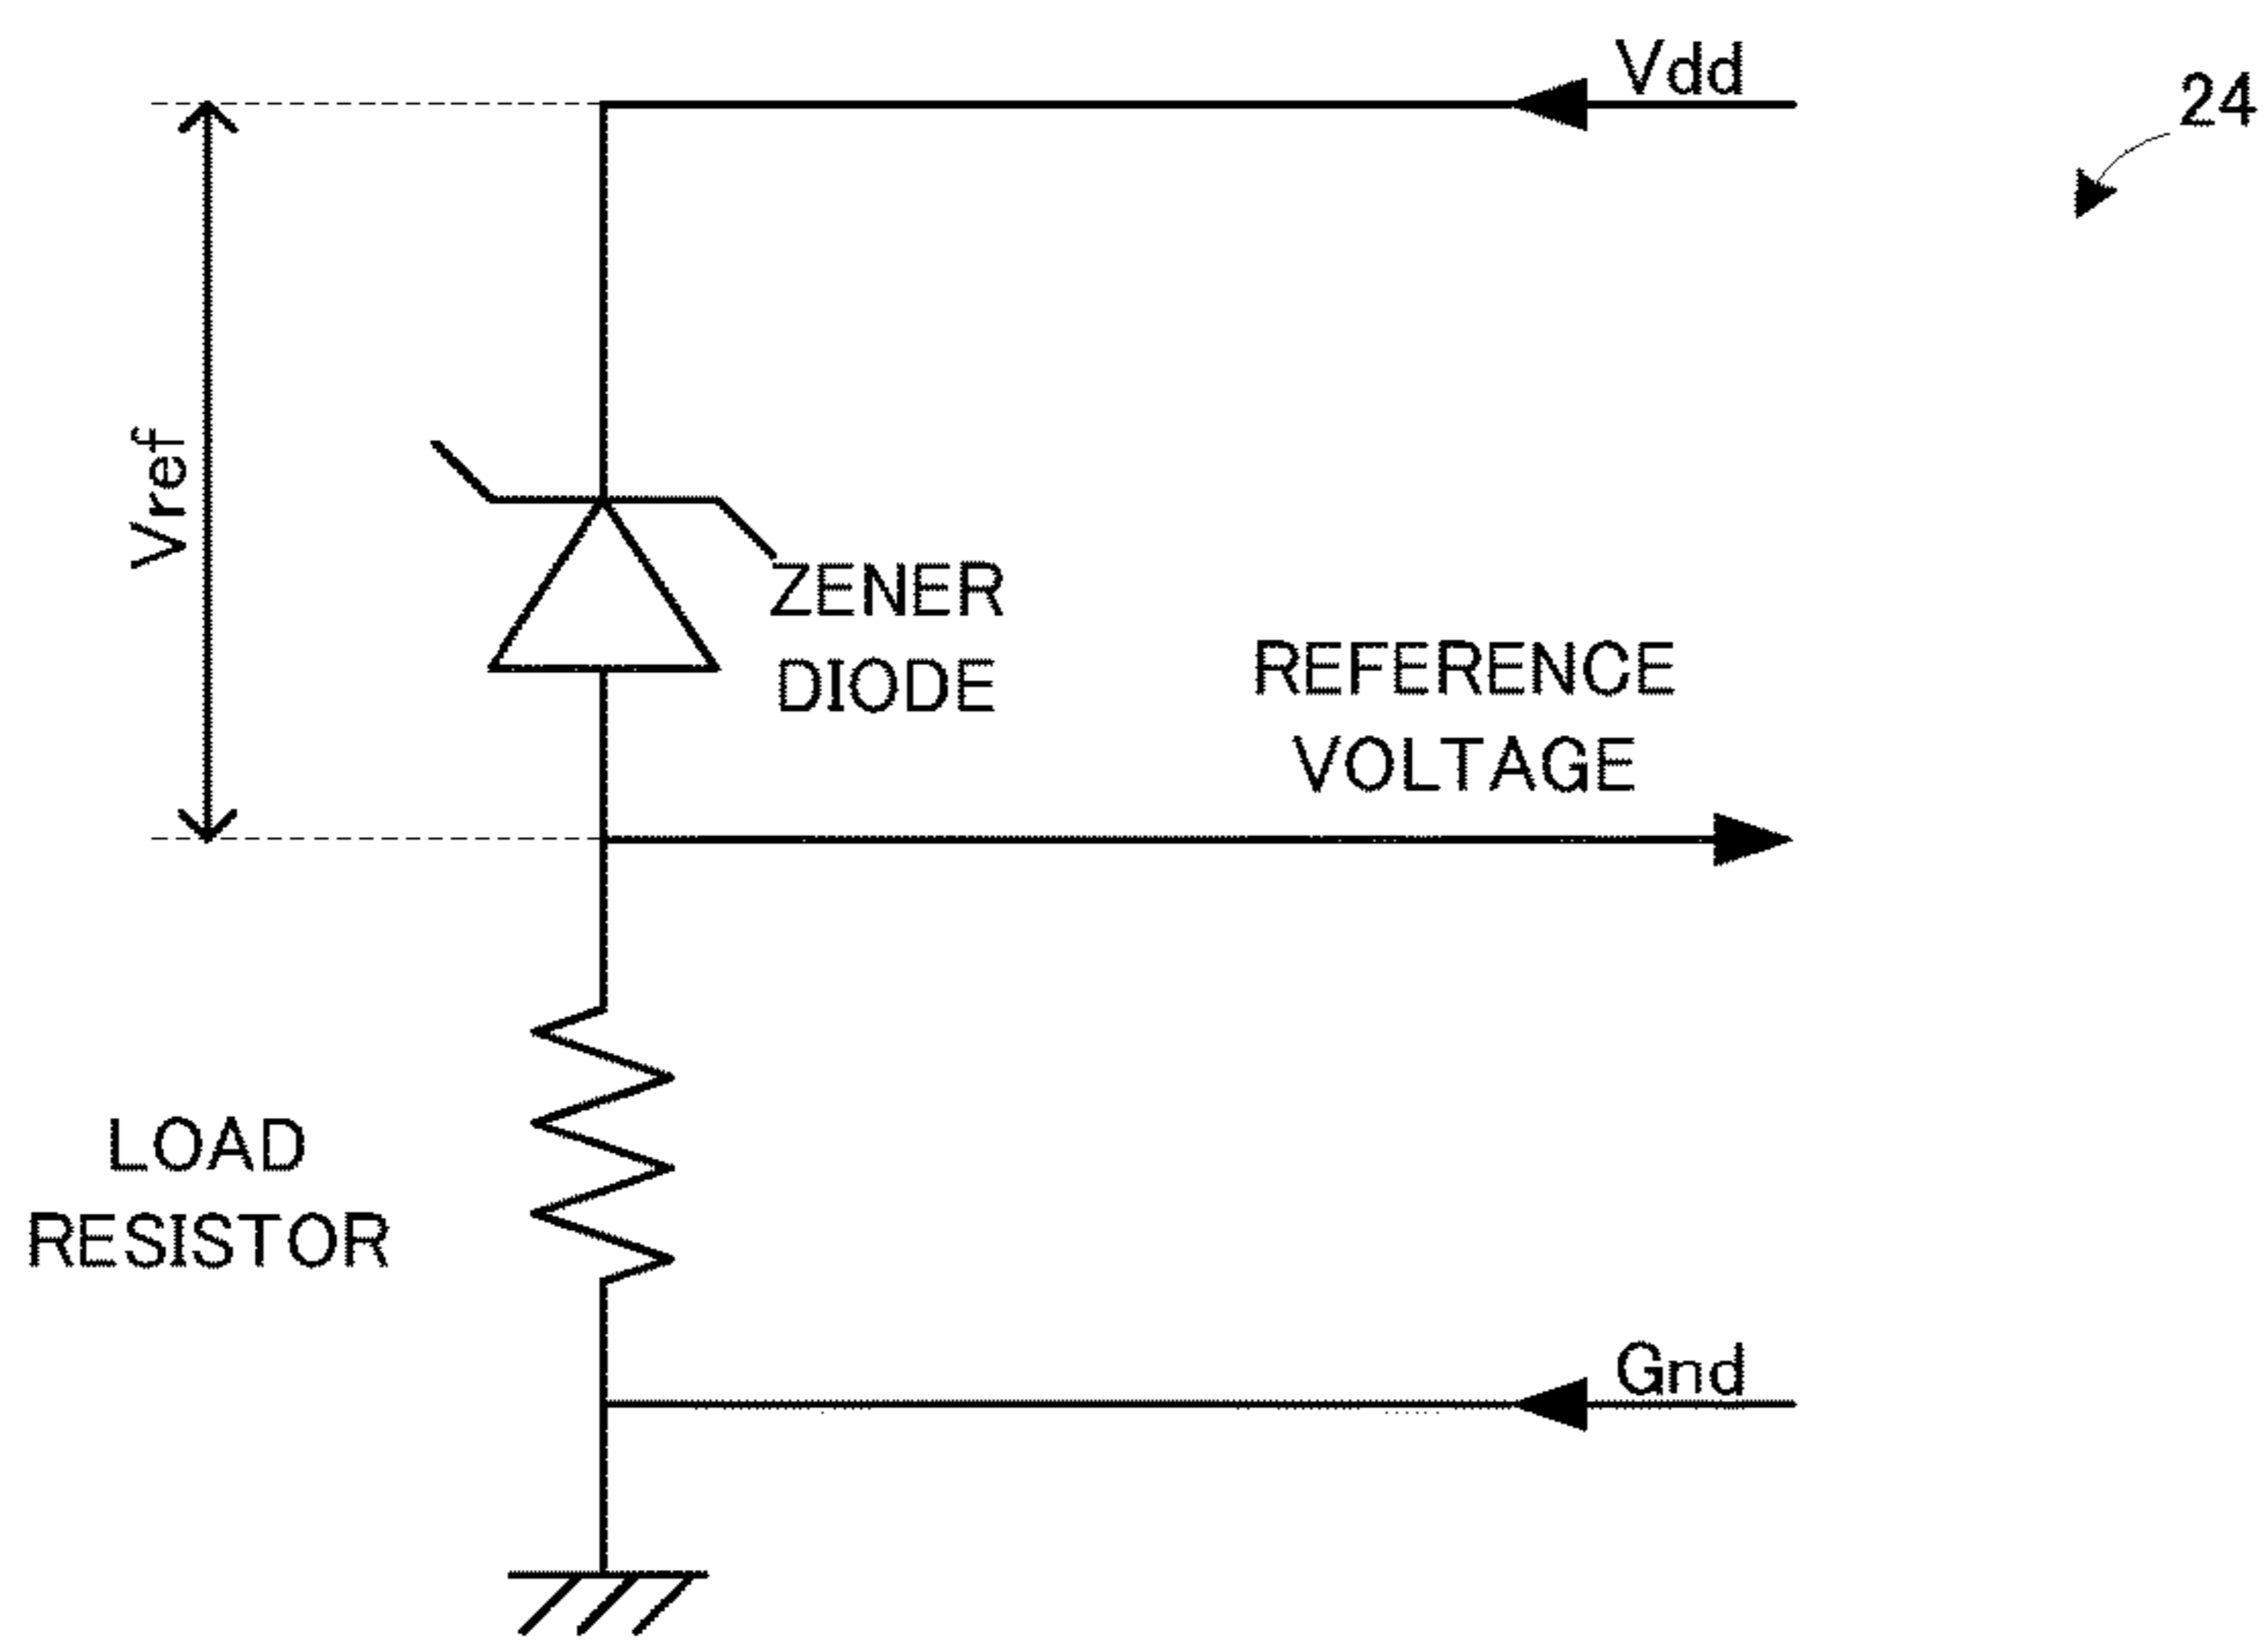 Vdd
24
Vref
ZENER
DIODE
REFERENCE
VOLTAGE
LOAD
RESISTOR
Gnd